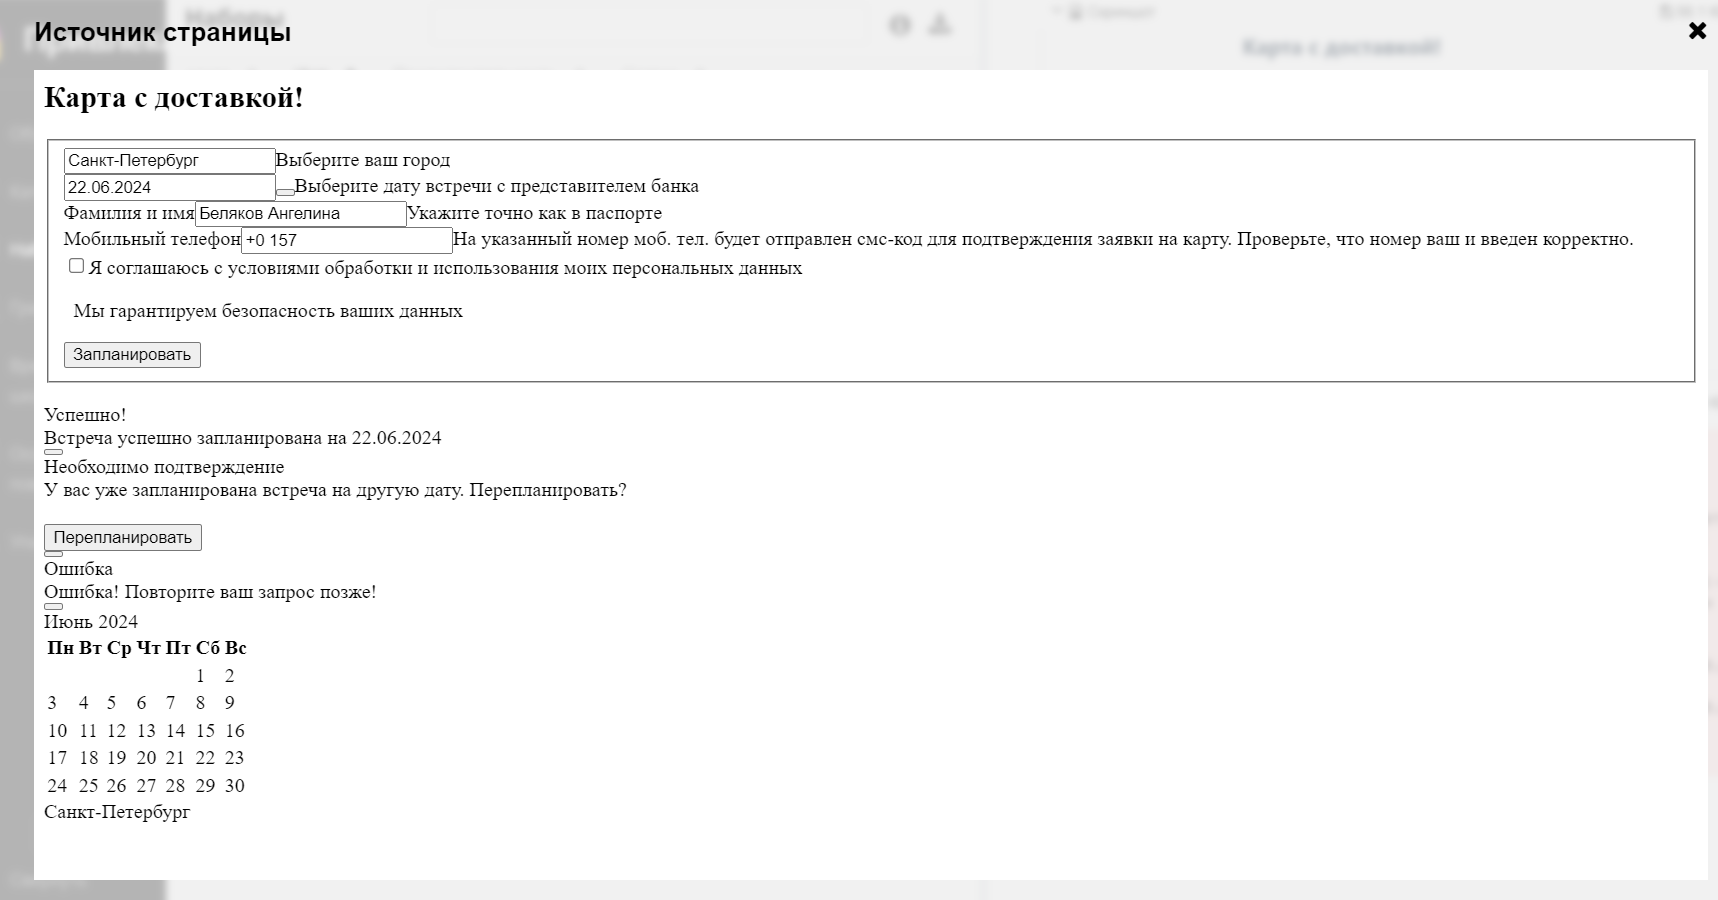 Наборы
Источник страницы
Карта с доставкой!
Карта с доставкой!
Санкт-Петербург Выберите ваш город
22.06.2024 Выберите дату встречи с представителем банка
Фамилия и имя Беляков Ангелина Укажите точно как в паспорте
Мобильный телефон +0 157 На указанный номер моб. тел. будет отправлен смс-код для подтверждения заявки на карту. Проверьте, что номер ваш и введен корректно.
Я соглашаюсь с условиями обработки и использования моих персональных данных
Мы гарантируем безопасность ваших данных
Запланировать
Успешно!
Встреча успешно запланирована на 22.06.2024
Необходимо подтверждение
У вас уже запланирована встреча на другую дату. Перепланировать?
Перепланировать
Ошибка
Ошибка! Повторите ваш запрос позже!
Июнь 2024
Пн Вт Ср Чт Пт Сб Вс
1 2
3 4 5 6 7 8 9
10 11 12 13 14 15 16
17 18 19 20 21 22 23
24 25 26 27 28 29 30
Санкт-Петербург